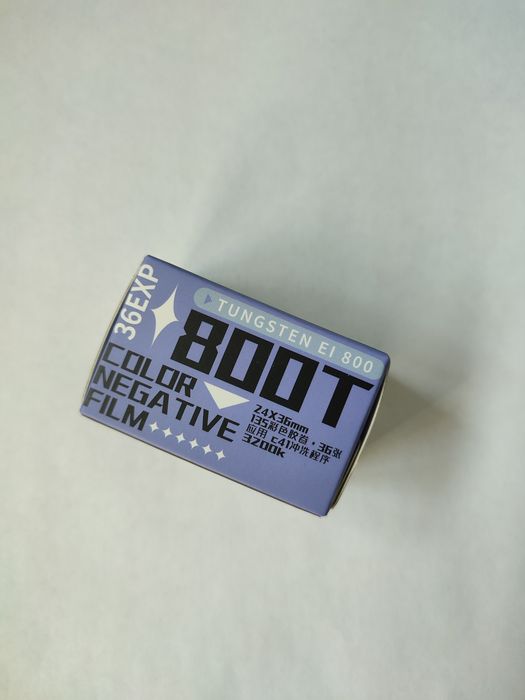 36EXP
TUNGSTEN EI 800
800T
COLOR
NEGATIVE
FILM
24X36mm
135彩色胶卷·36张
应用 C41冲洗程序
3200k